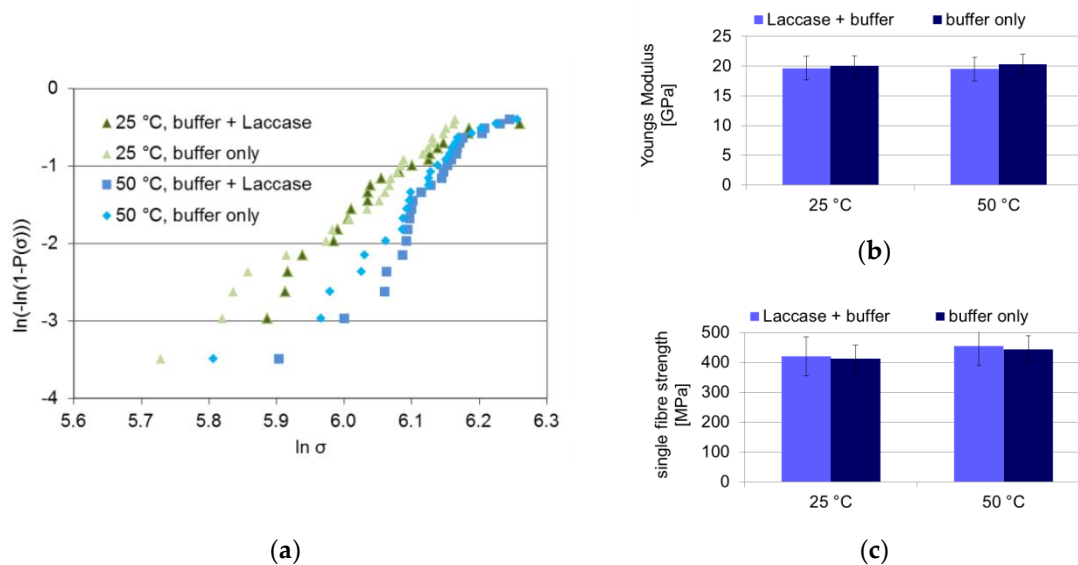 0
-1
-2
-3
-4
ln(-ln(1-P(σ)))
25 °C, buffer + Laccase
25 °C, buffer only
50 °C, buffer + Laccase
50 °C, buffer only
5.6 5.7 5.8 5.9 6.0 6.1 6.2 6.3
ln σ
(a)
Laccase + buffer buffer only
Youngs Modulus
[GPa]
25
20
15
10
5
0
25 °C 50 °C
(b)
Laccase + buffer buffer only
single fibre strength
[MPa]
500
400
300
200
100
0
25 °C 50 °C
(c)